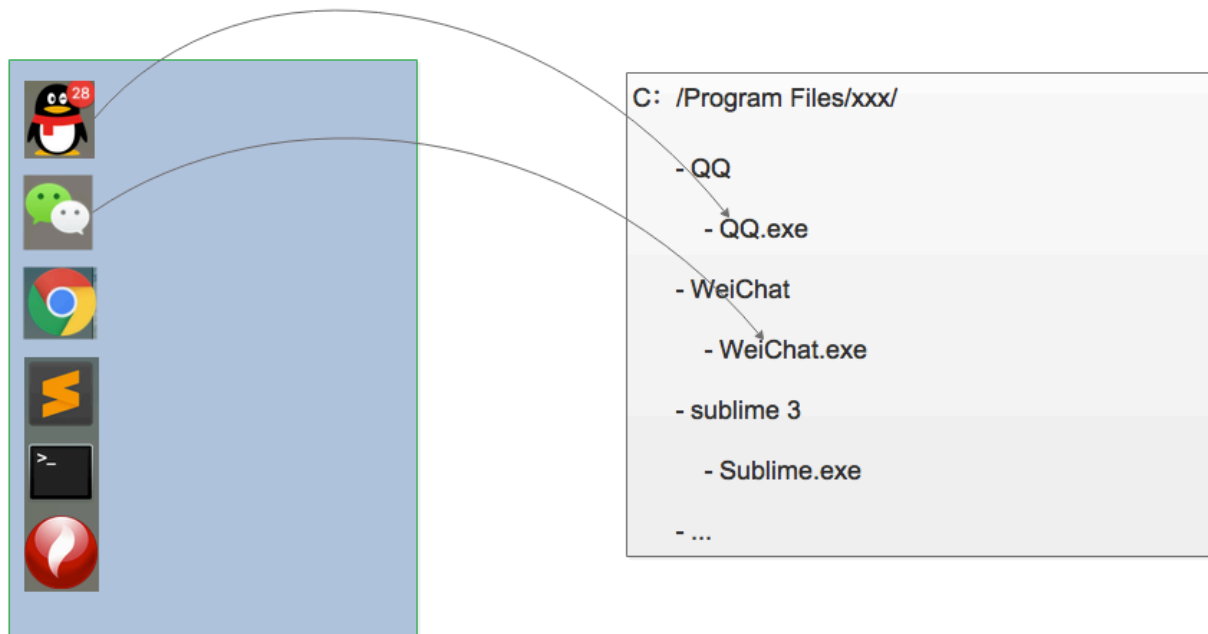 28
C: /Program Files/xxx/
- QQ
- QQ.exe
- WeiChat
- WeiChat.exe
- sublime 3
- Sublime.exe
- ...
>_